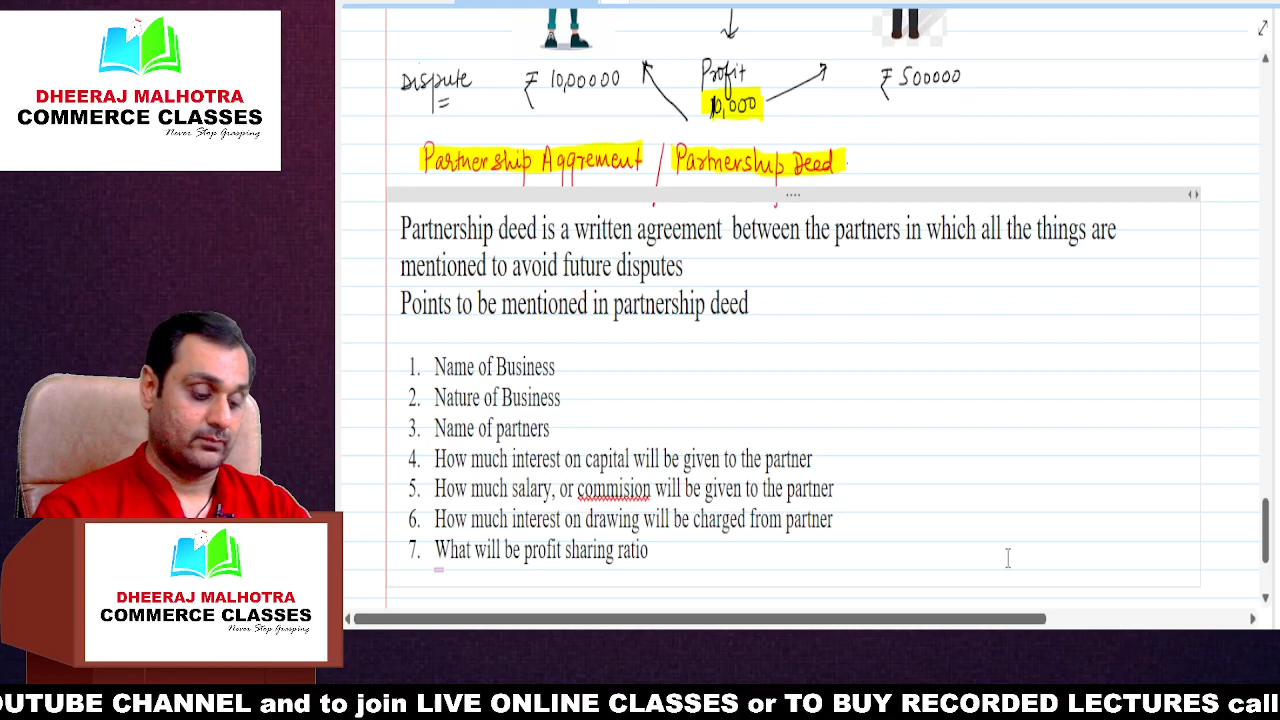 DHEERAJ MALHOTRA
COMMERCE CLASSES
Never Stop Grasping
Dispute
₹ 10,00000
Profit
10,000
₹ 500000
Partnership Aggrement / Partnership Deed
Partnership deed is a written agreement between the partners in which all the things are
mentioned to avoid future disputes
Points to be mentioned in partnership deed
1. Name of Business
2. Nature of Business
3. Name of partners
4. How much interest on capital will be given to the partner
5. How much salary, or commision will be given to the partner
6. How much interest on drawing will be charged from partner
7. What will be profit sharing ratio
DHEERAJ MALHOTRA
COMMERCE CLASSES
Never Stop Grasping
OUTUBE CHANNEL and to join LIVE ONLINE CLASSES or TO BUY RECORDED LECTURES call